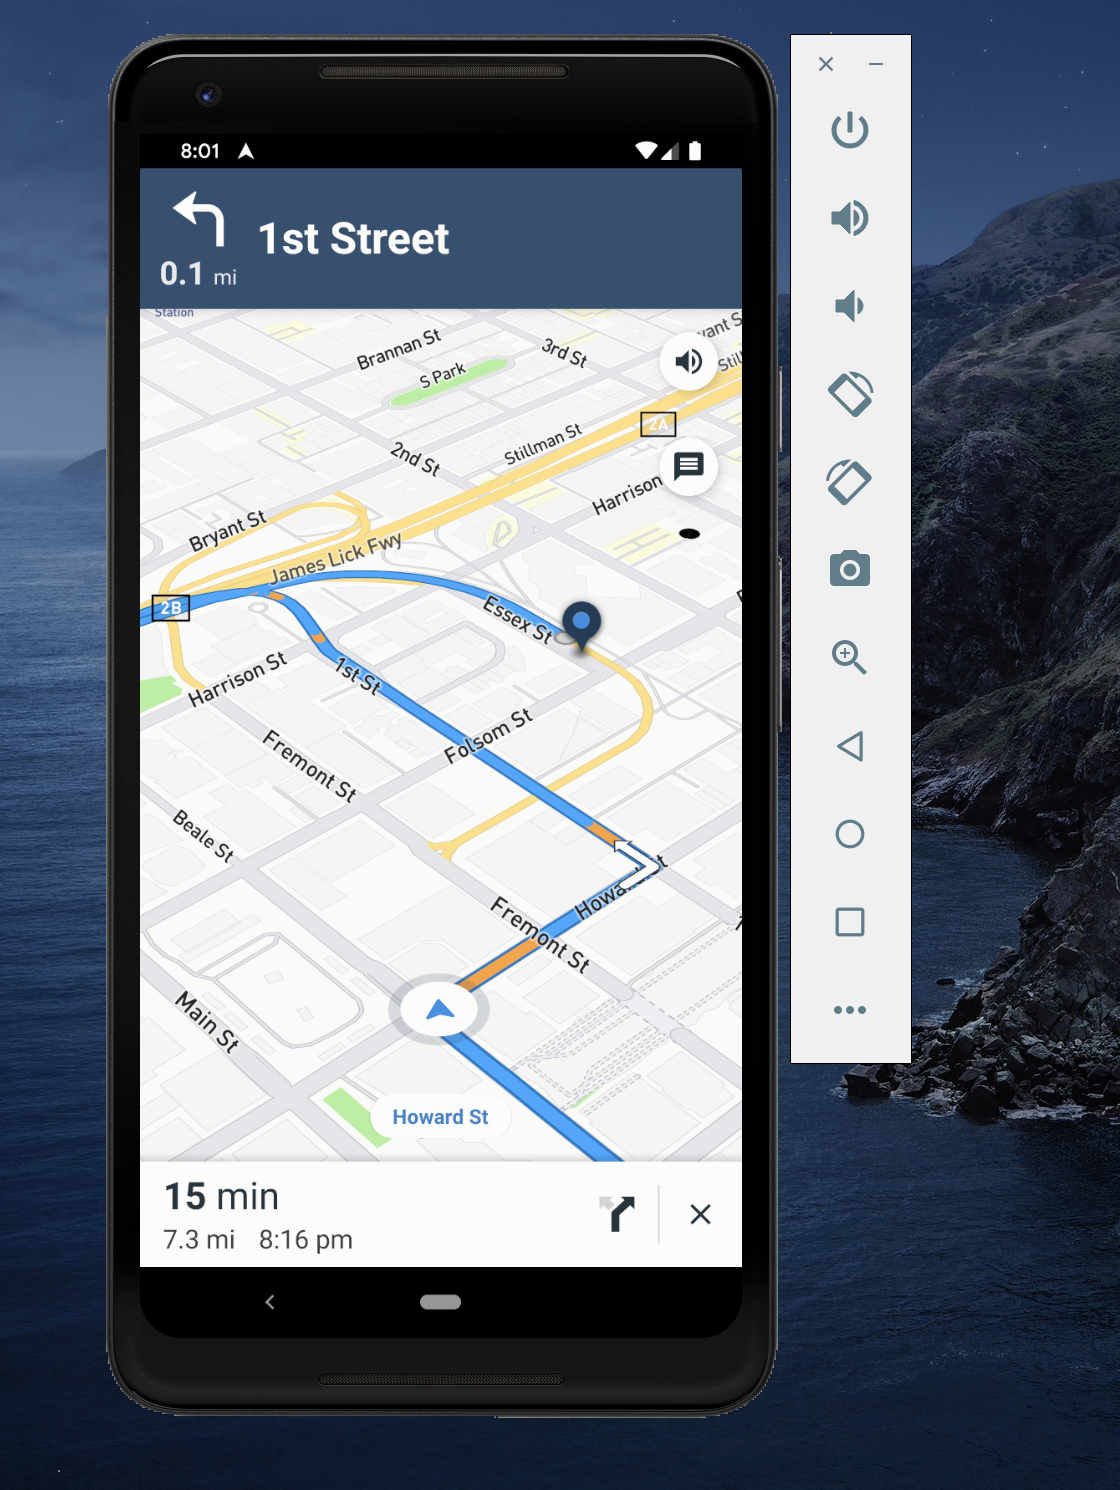 8:01
1st Street
0.1 mi
Station
Brannan St
3rd St
S Park
2A
Stillman St
2nd St
Harrison
Bryant St
James Lick Fwy
2B
Essex St
Harrison St
1st St
Folsom St
Fremont St
Beale St
Fremont St
Main St
Howard St
15 min
7.3 mi 8:16 pm